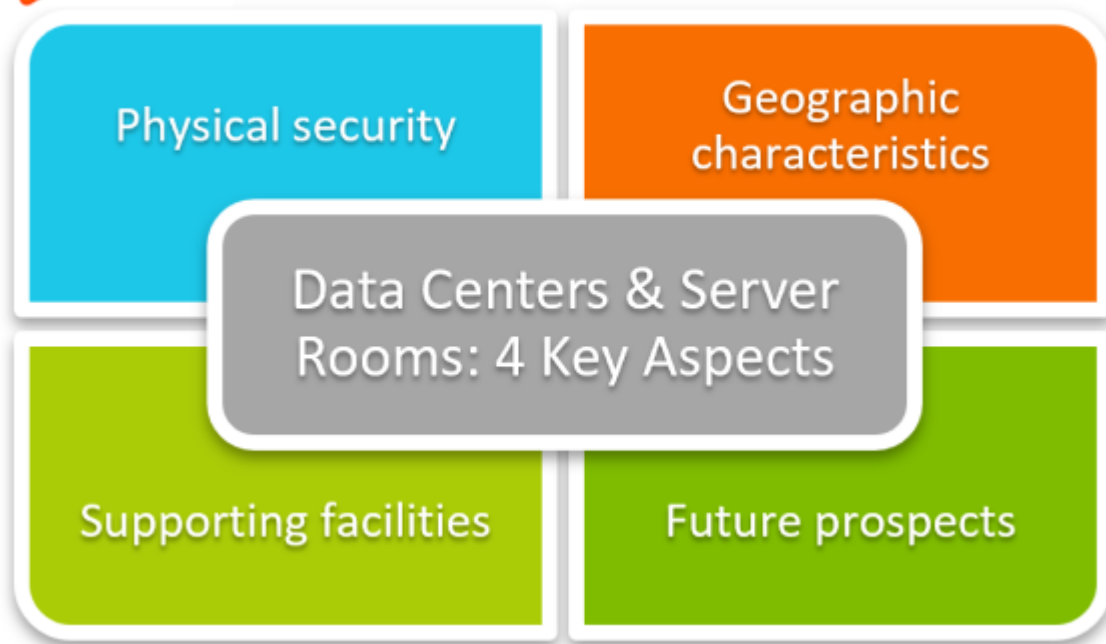 Physical security
Geographic
characteristics
Data Centers & Server
Rooms: 4 Key Aspects
Supporting facilities
Future prospects